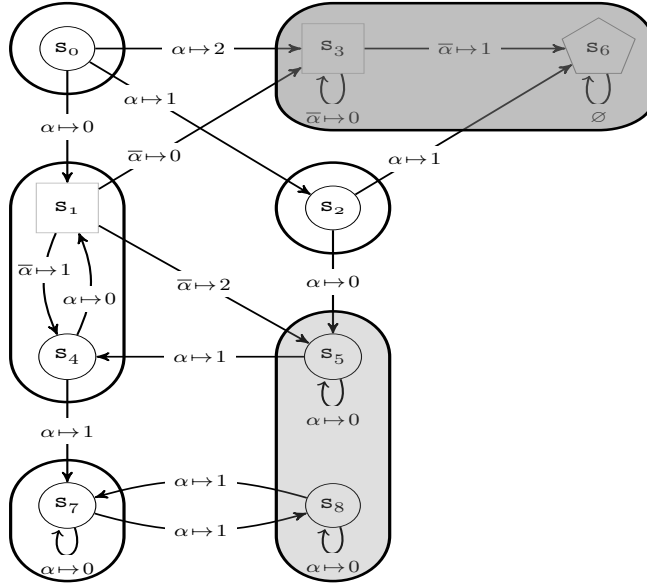 s₀ α↦2 s₃ ᾱ↦1 s₆
α↦1
ᾱ↦0 ∅
α↦0
ᾱ↦0 α↦1
s₁ s₂
ᾱ↦1 α↦0 ᾱ↦2 α↦0
s₄ α↦1 s₅
α↦0
α↦1
α↦1
s₇ s₈
α↦1
α↦0 α↦0